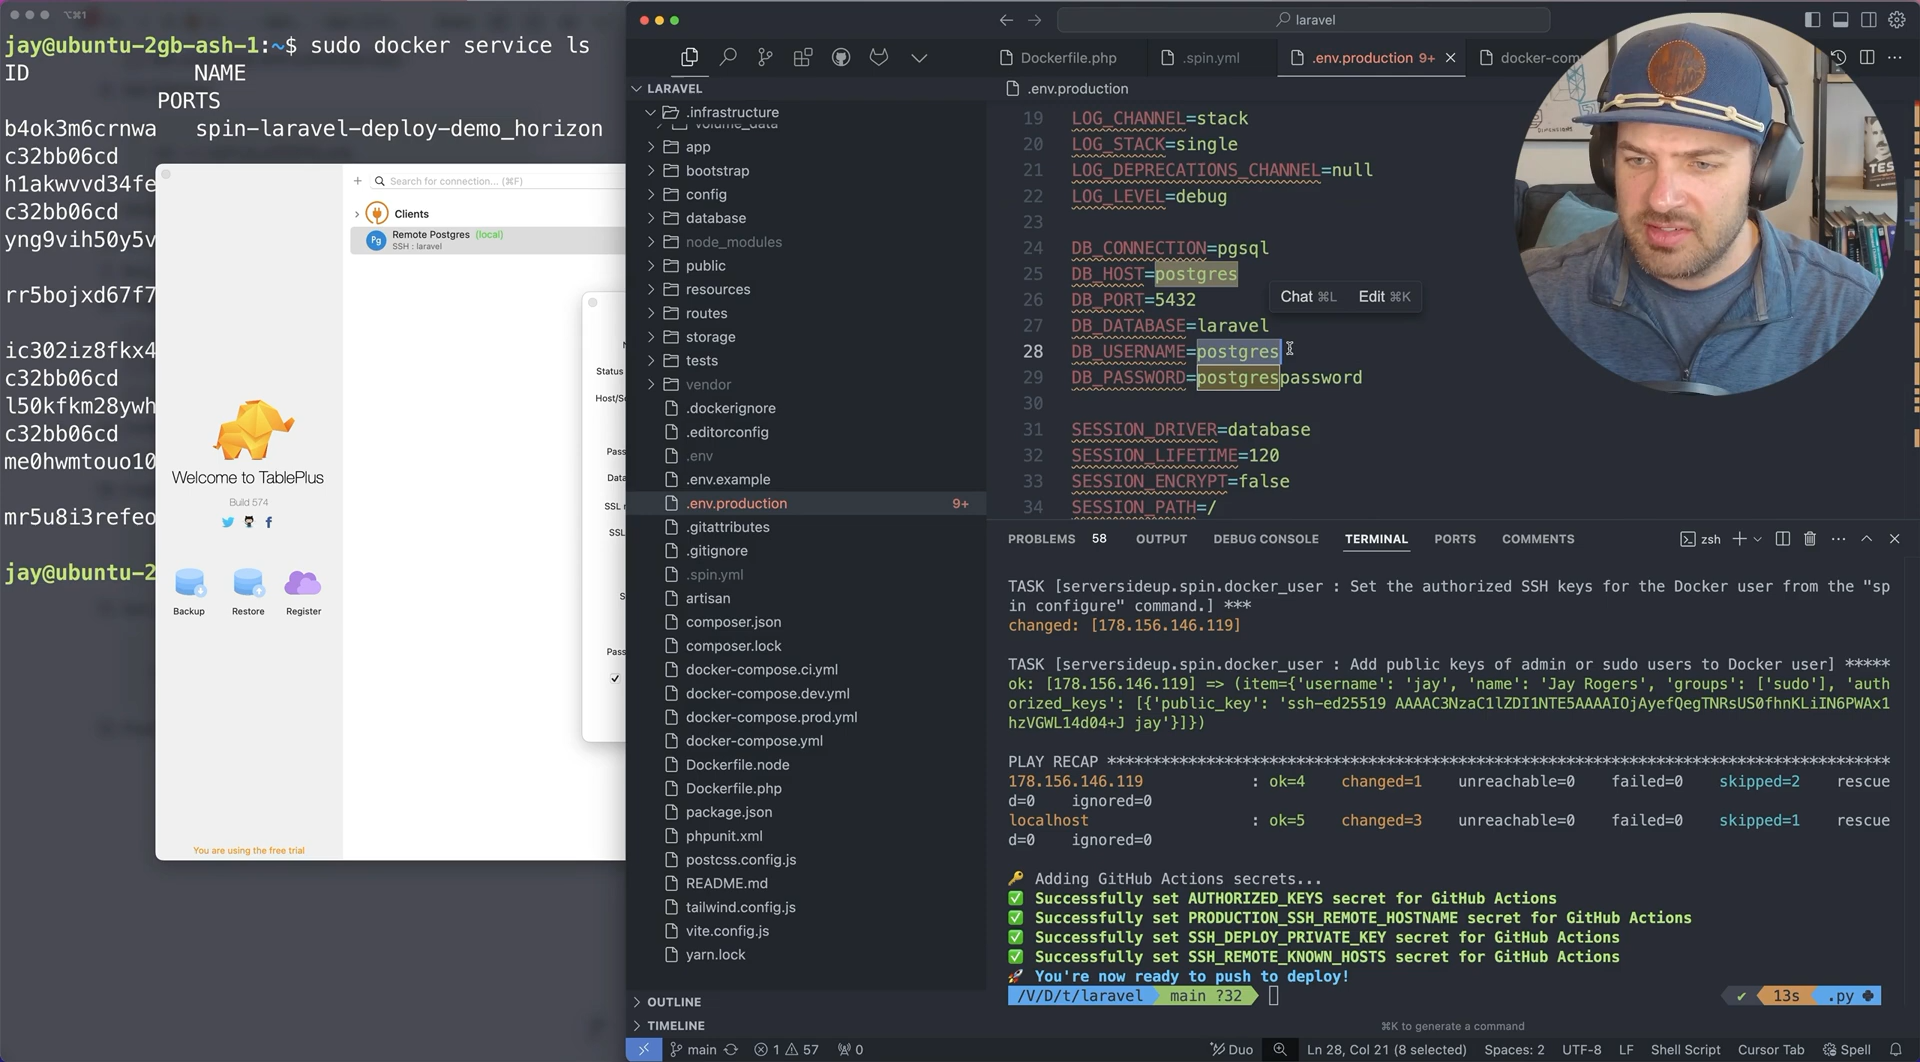 ⌥⌘1
jay@ubuntu-2gb-ash-1:~$ sudo docker service ls
ID NAME
PORTS
b4ok3m6crnwa spin-laravel-deploy-demo_horizon
c32bb06cd
h1akwvvd34fe
c32bb06cd
yng9vih50y5v
rr5bojxd67f7
ic302iz8fkx4
c32bb06cd
l50kfkm28ywh
c32bb06cd
me0hwmtouo10
mr5u8i3refeo
jay@ubuntu-2
Search for connection... (⌘F)
Clients
Remote Postgres (local)
SSH : laravel
Welcome to TablePlus
Build 574
Backup Restore Register
You are using the free trial
Status
Host/So
Pass
Data
SSL
Pass
laravel
Dockerfile.php .spin.yml .env.production 9+ docker-com
LARAVEL
.infrastructure
volume_data
app
bootstrap
config
database
node_modules
public
resources
routes
storage
tests
vendor
.dockerignore
.editorconfig
.env
.env.example
.env.production 9+
.gitattributes
.gitignore
.spin.yml
artisan
composer.json
composer.lock
docker-compose.ci.yml
docker-compose.dev.yml
docker-compose.prod.yml
docker-compose.yml
Dockerfile.node
Dockerfile.php
package.json
phpunit.xml
postcss.config.js
README.md
tailwind.config.js
vite.config.js
yarn.lock
OUTLINE
TIMELINE
.env.production
19 LOG_CHANNEL=stack
20 LOG_STACK=single
21 LOG_DEPRECATIONS_CHANNEL=null
22 LOG_LEVEL=debug
23
24 DB_CONNECTION=pgsql
25 DB_HOST=postgres
Chat ⌘L Edit ⌘K
26 DB_PORT=5432
27 DB_DATABASE=laravel
28 DB_USERNAME=postgres
29 DB_PASSWORD=postgrespassword
30
31 SESSION_DRIVER=database
32 SESSION_LIFETIME=120
33 SESSION_ENCRYPT=false
34 SESSION_PATH=/
PROBLEMS 58 OUTPUT DEBUG CONSOLE TERMINAL PORTS COMMENTS zsh
TASK [serversideup.spin.docker_user : Set the authorized SSH keys for the Docker user from the "sp
in configure" command.] ***
changed: [178.156.146.119]
TASK [serversideup.spin.docker_user : Add public keys of admin or sudo users to Docker user] *****
ok: [178.156.146.119] => (item={'username': 'jay', 'name': 'Jay Rogers', 'groups': ['sudo'], 'auth
orized_keys': [{'public_key': 'ssh-ed25519 AAAAC3NzaC1lZDI1NTE5AAAAIOjAyefQegTNRsUS0fhnKLiIN6PWAx1
hzVGWL14d04+J jay'}]})
PLAY RECAP ********************************************************************************
178.156.146.119 : ok=4 changed=1 unreachable=0 failed=0 skipped=2 rescue
d=0 ignored=0
localhost : ok=5 changed=3 unreachable=0 failed=0 skipped=1 rescue
d=0 ignored=0
🔑 Adding GitHub Actions secrets...
✅ Successfully set AUTHORIZED_KEYS secret for GitHub Actions
✅ Successfully set PRODUCTION_SSH_REMOTE_HOSTNAME secret for GitHub Actions
✅ Successfully set SSH_DEPLOY_PRIVATE_KEY secret for GitHub Actions
✅ Successfully set SSH_REMOTE_KNOWN_HOSTS secret for GitHub Actions
🚀 You're now ready to push to deploy!
/V/D/t/laravel main ?32 ✔ 13s .py
⌘K to generate a command
main 1 57 0 Duo Ln 28, Col 21 (8 selected) Spaces: 2 UTF-8 LF Shell Script Cursor Tab Spell